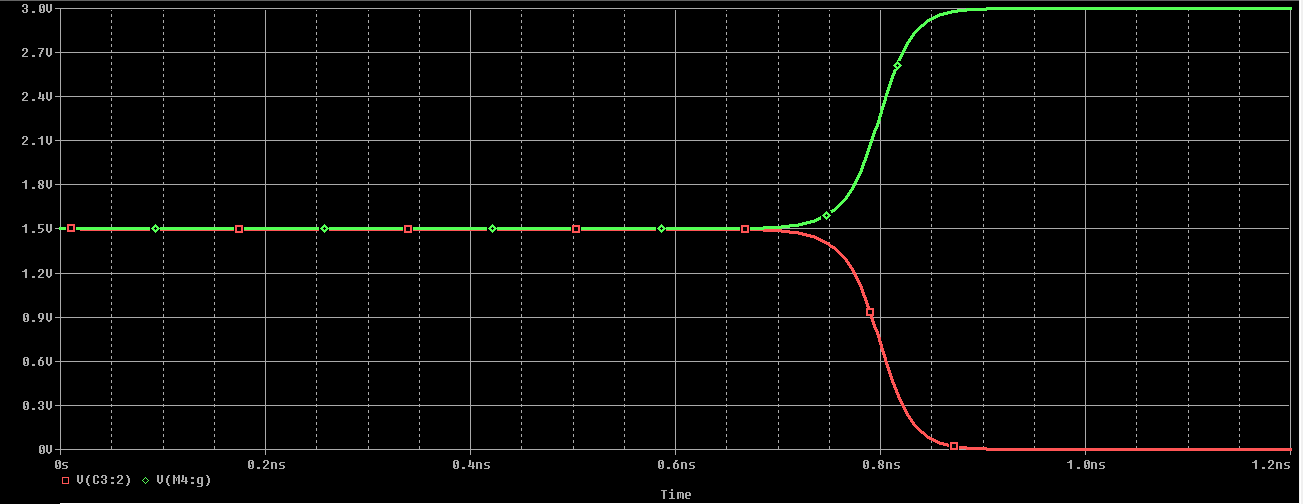 3.0V
2.7V
2.4V
2.1V
1.8V
1.5V
1.2V
0.9V
0.6V
0.3V
0V
0s 0.2ns 0.4ns 0.6ns 0.8ns 1.0ns 1.2ns
V(C3:2) V(M4:g)
Time